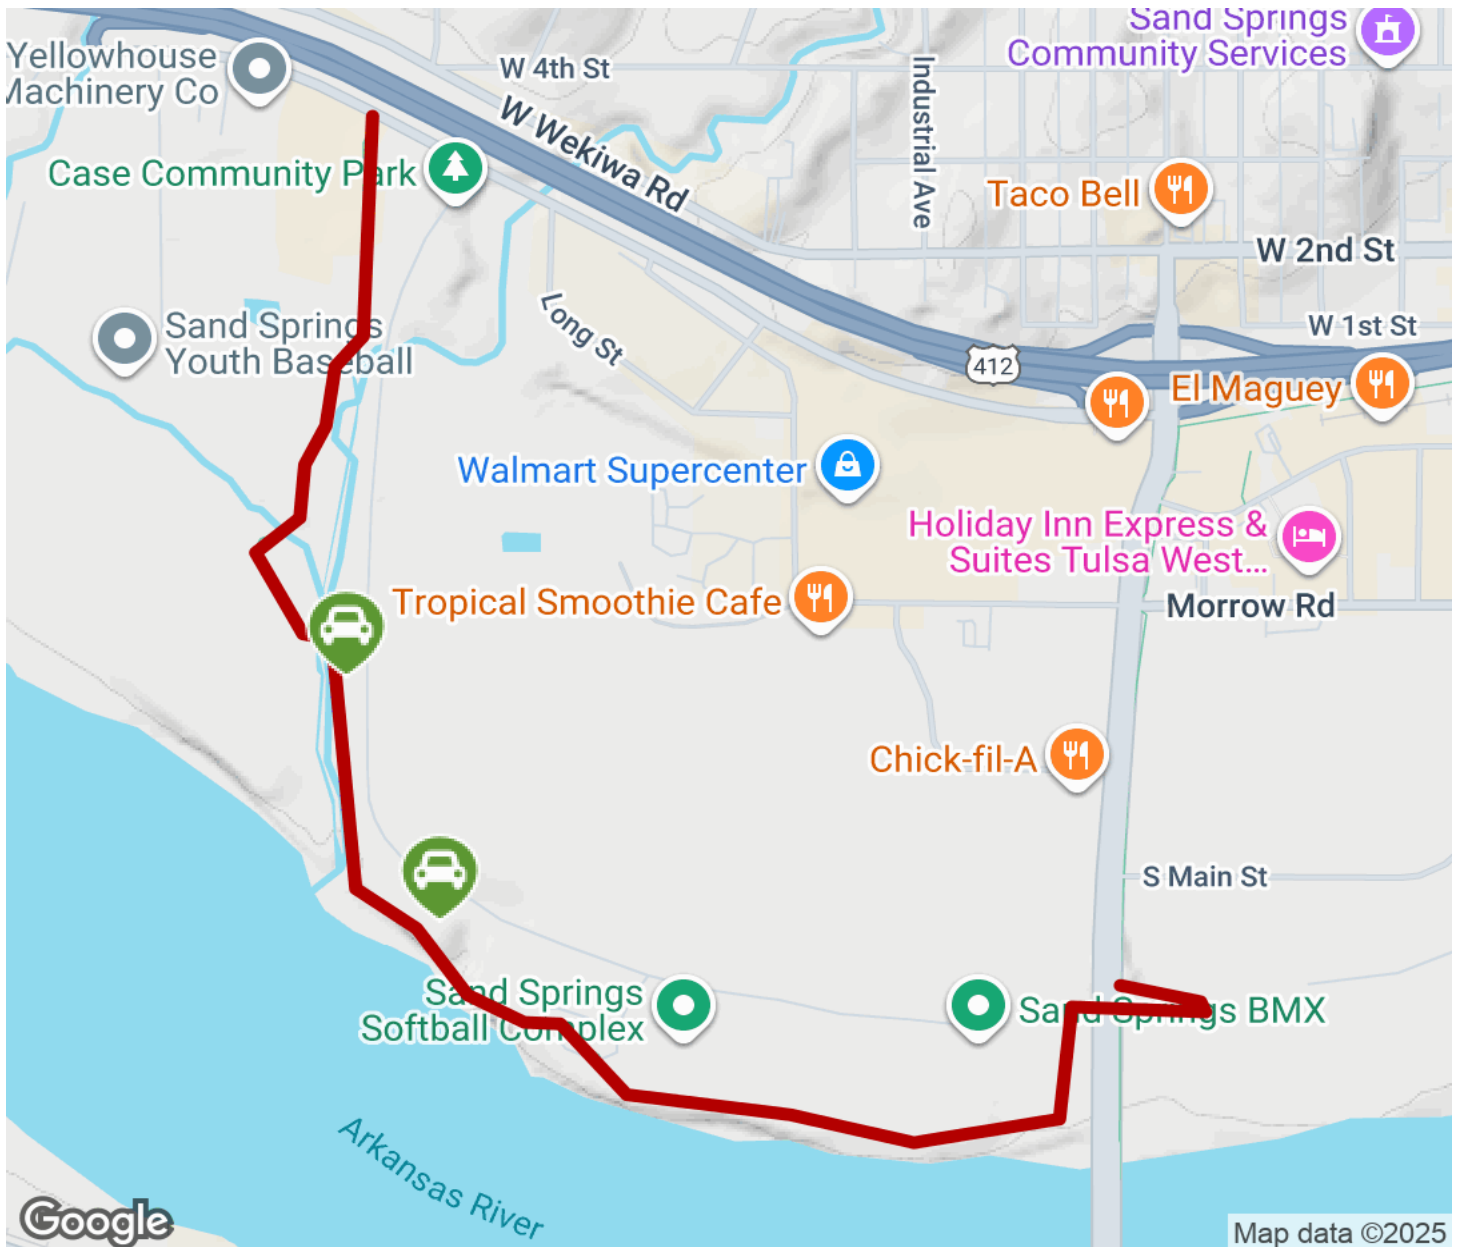 Sand Springs
Community Services
Yellowhouse
Machinery Co
W 4th St
Industrial Ave
W Wekiwa Rd
Case Community Park
Taco Bell
W 2nd St
Long St
Sand Springs
Youth Baseball
W 1st St
412
El Maguey
Walmart Supercenter
Holiday Inn Express &
Suites Tulsa West...
Tropical Smoothie Cafe
Morrow Rd
Chick-fil-A
S Main St
Sand Springs
Softball Complex
Sand Springs BMX
Arkansas River
Google
Map data ©2025